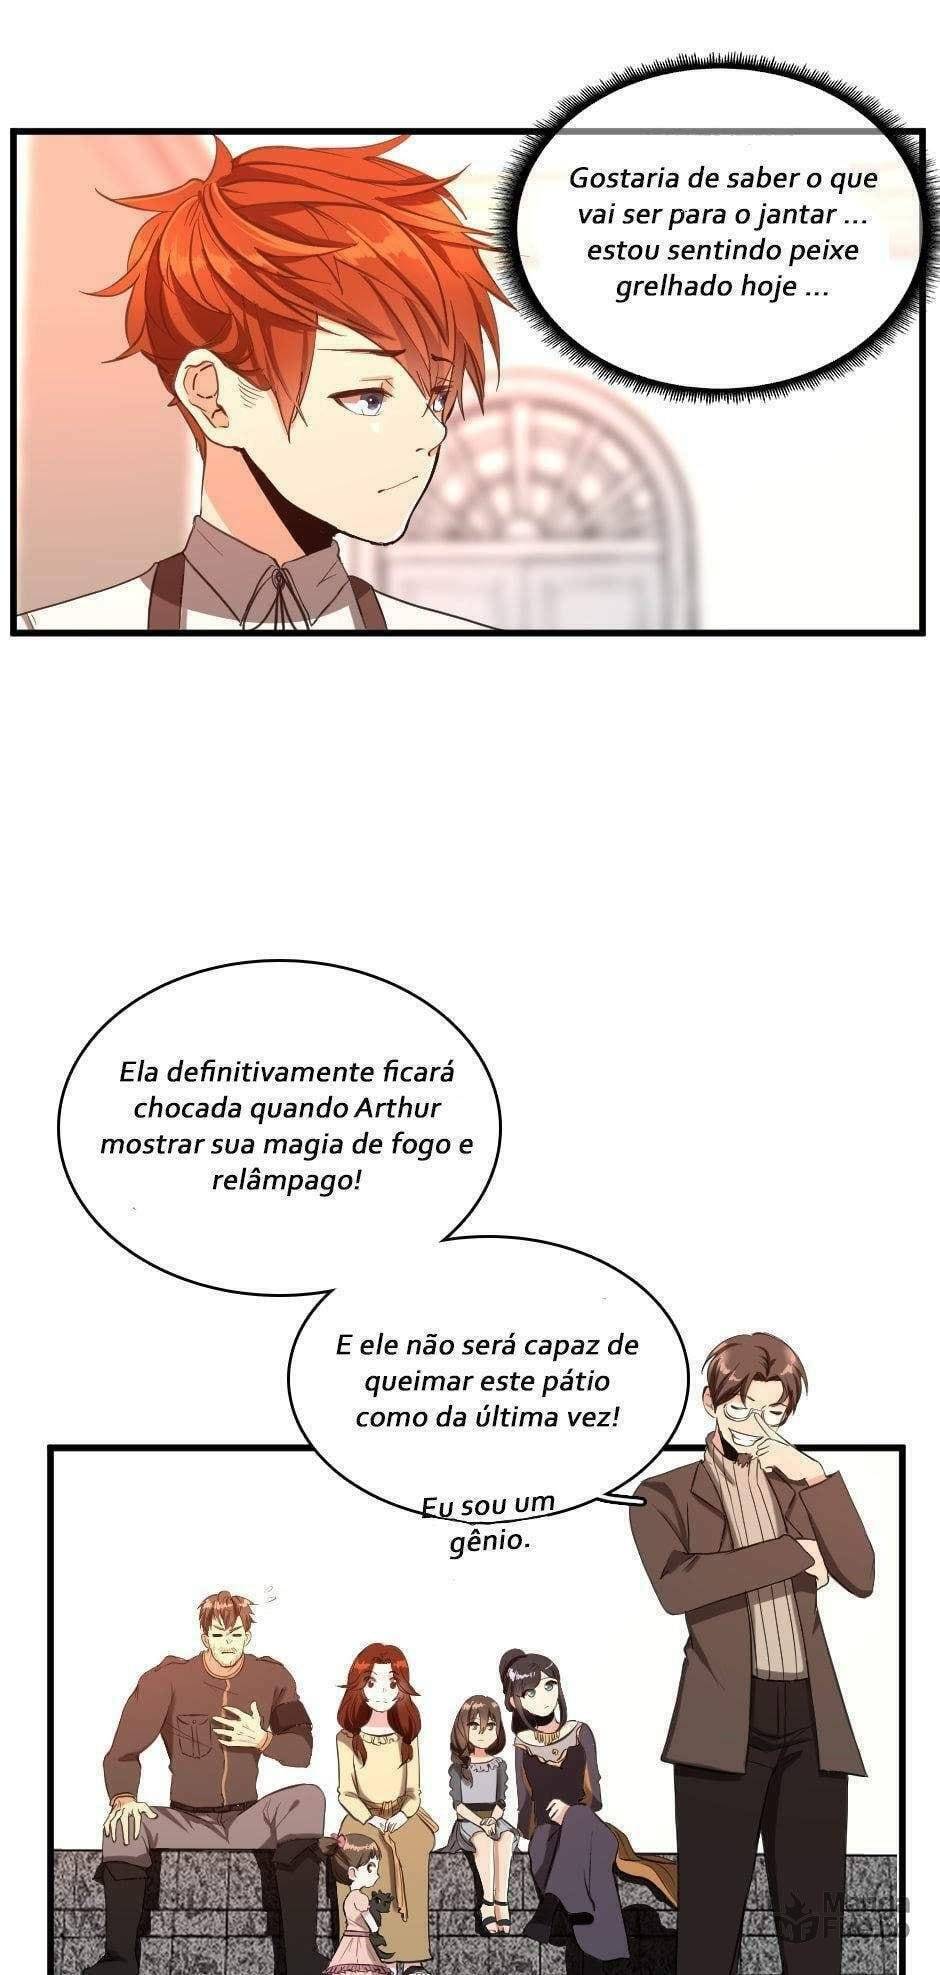 Gostaria de saber o que
vai ser para o jantar ...
estou sentindo peixe
grelhado hoje ...
Ela definitivamente ficará
chocada quando Arthur
mostrar sua magia de fogo e
relâmpago!
E ele não será capaz de
queimar este pátio
como da última vez!
Eu sou um
gênio.